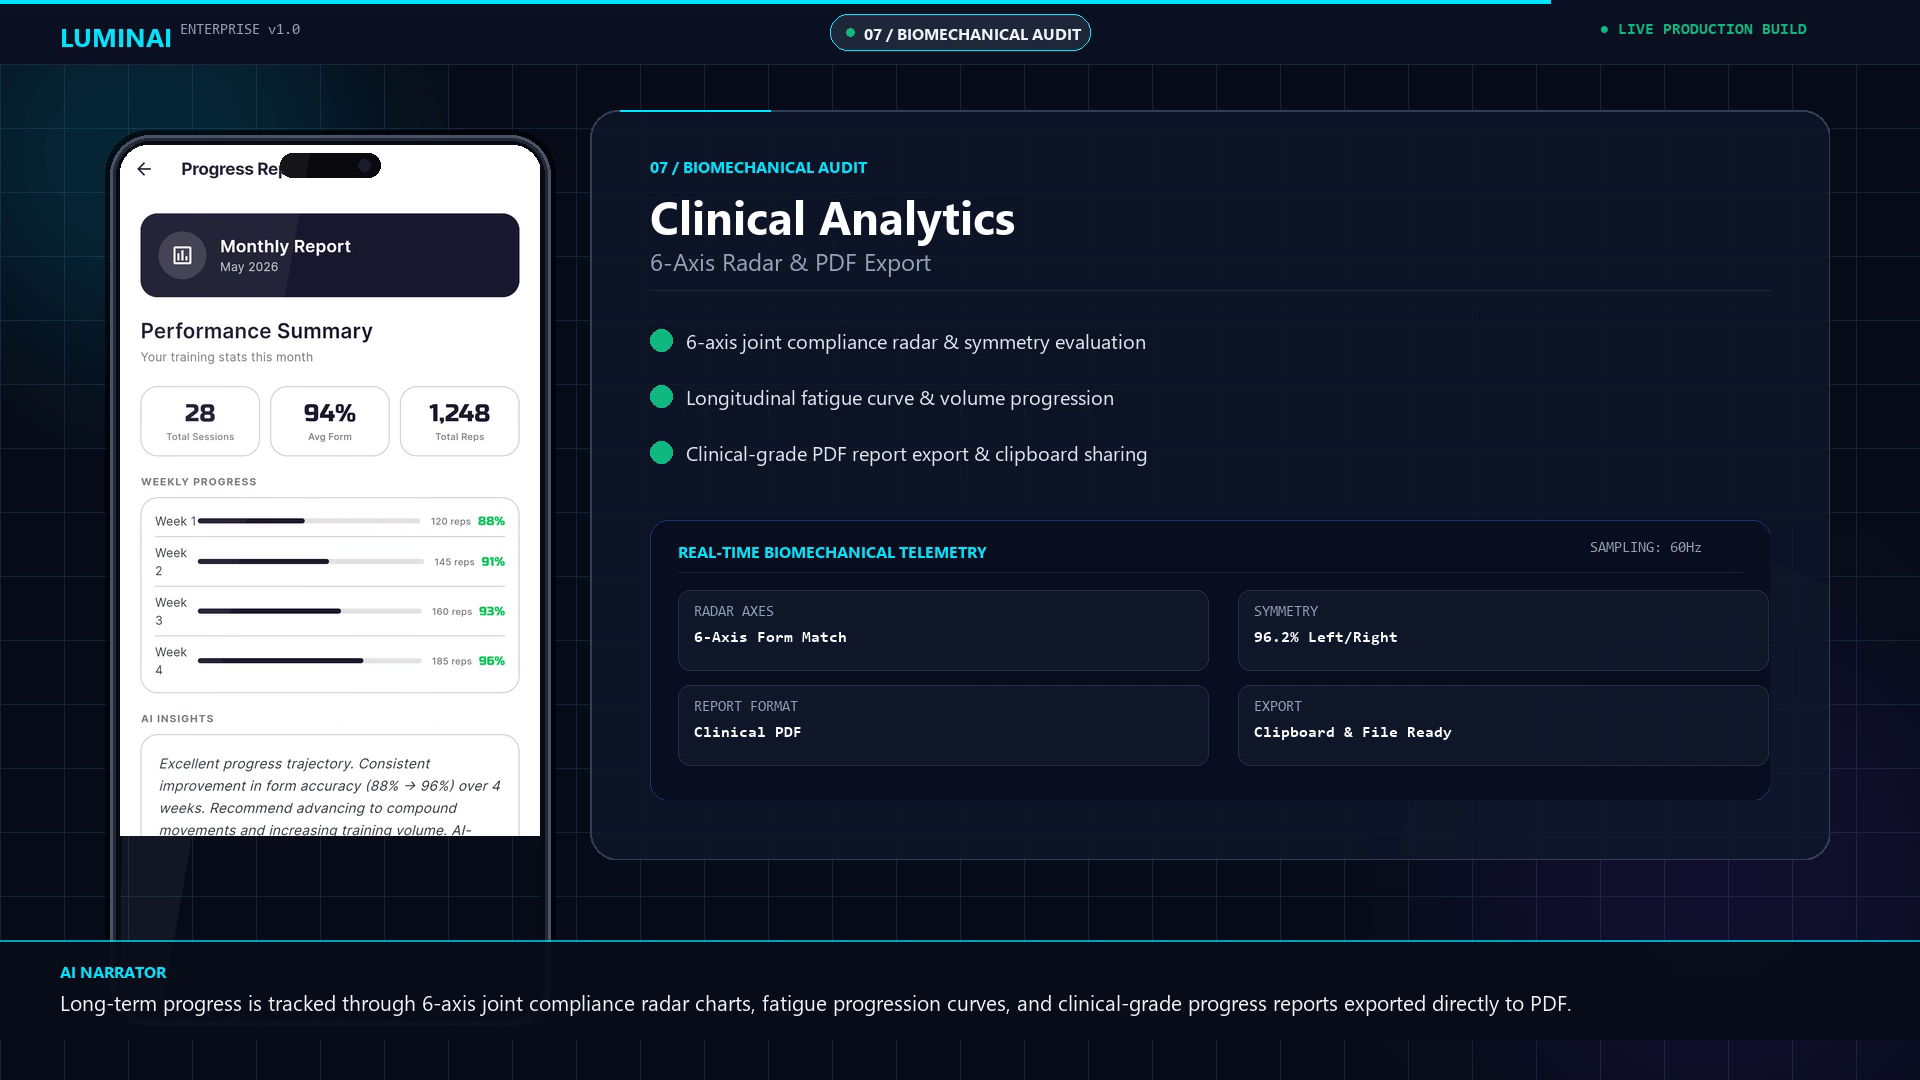 LUMINAI ENTERPRISE v1.0
07 / BIOMECHANICAL AUDIT
LIVE PRODUCTION BUILD
Progress Rep
Monthly Report
May 2026
Performance Summary
Your training stats this month
28
Total Sessions
94%
Avg Form
1,248
Total Reps
WEEKLY PROGRESS
Week 1 120 reps 88%
Week 2 145 reps 91%
Week 3 160 reps 93%
Week 4 185 reps 96%
AI INSIGHTS
Excellent progress trajectory. Consistent
improvement in form accuracy (88% → 96%) over 4
weeks. Recommend advancing to compound
movements and increasing training volume. AI-
07 / BIOMECHANICAL AUDIT
Clinical Analytics
6-Axis Radar & PDF Export
6-axis joint compliance radar & symmetry evaluation
Longitudinal fatigue curve & volume progression
Clinical-grade PDF report export & clipboard sharing
REAL-TIME BIOMECHANICAL TELEMETRY
SAMPLING: 60Hz
RADAR AXES
6-Axis Form Match
SYMMETRY
96.2% Left/Right
REPORT FORMAT
Clinical PDF
EXPORT
Clipboard & File Ready
AI NARRATOR
Long-term progress is tracked through 6-axis joint compliance radar charts, fatigue progression curves, and clinical-grade progress reports exported directly to PDF.